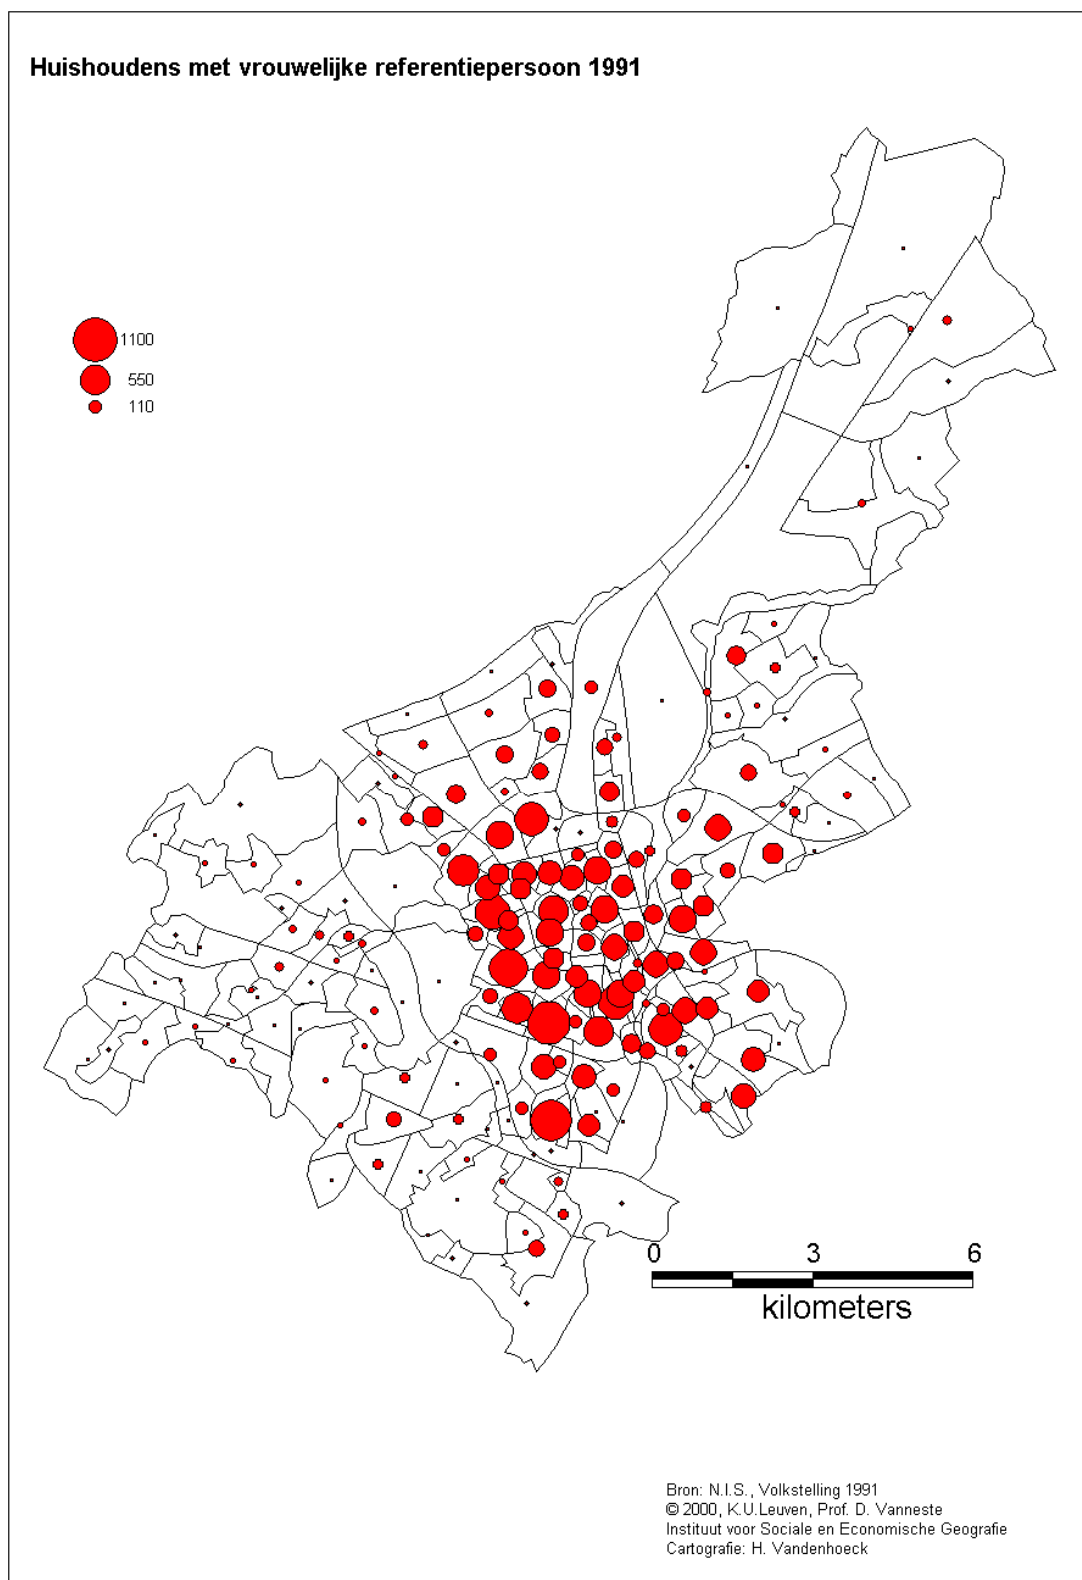 Huishoudens met vrouwelijke referentiepersoon 1991
1100
550
110
0 3 6
kilometers
Bron: N.I.S., Volkstelling 1991
© 2000, K.U.Leuven, Prof. D. Vanneste
Instituut voor Sociale en Economische Geografie
Cartografie: H. Vandenhoeck